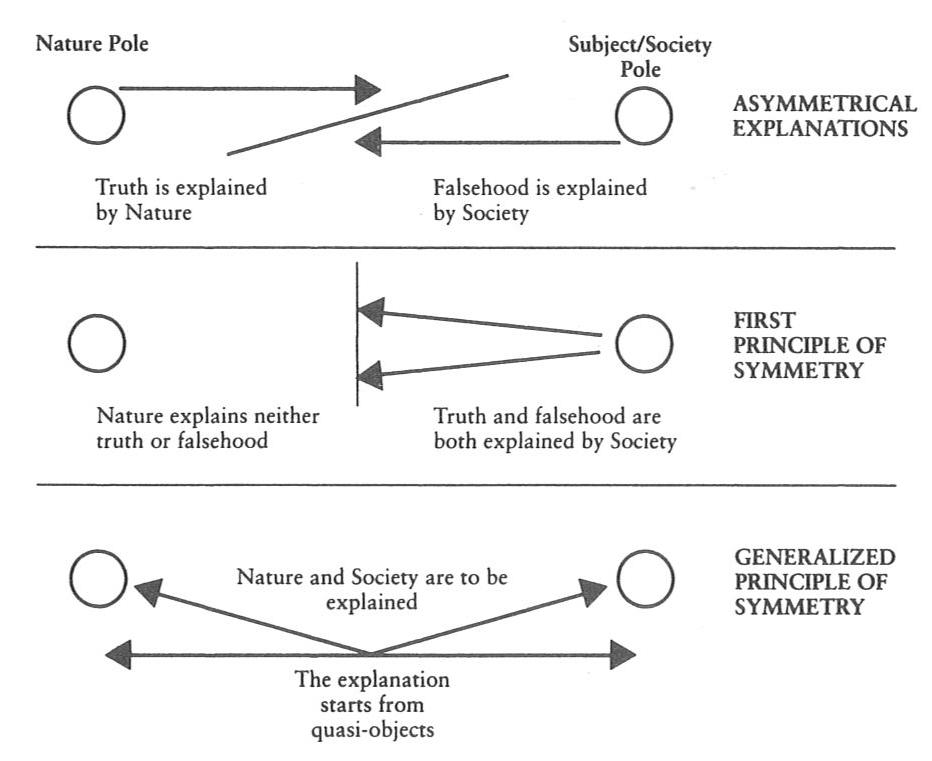 Nature Pole
Subject/Society
Pole
ASYMMETRICAL
EXPLANATIONS
Truth is explained
by Nature
Falsehood is explained
by Society
FIRST
PRINCIPLE OF
SYMMETRY
Nature explains neither
truth or falsehood
Truth and falsehood are
both explained by Society
GENERALIZED
PRINCIPLE OF
SYMMETRY
Nature and Society are to be
explained
The explanation
starts from
quasi-objects